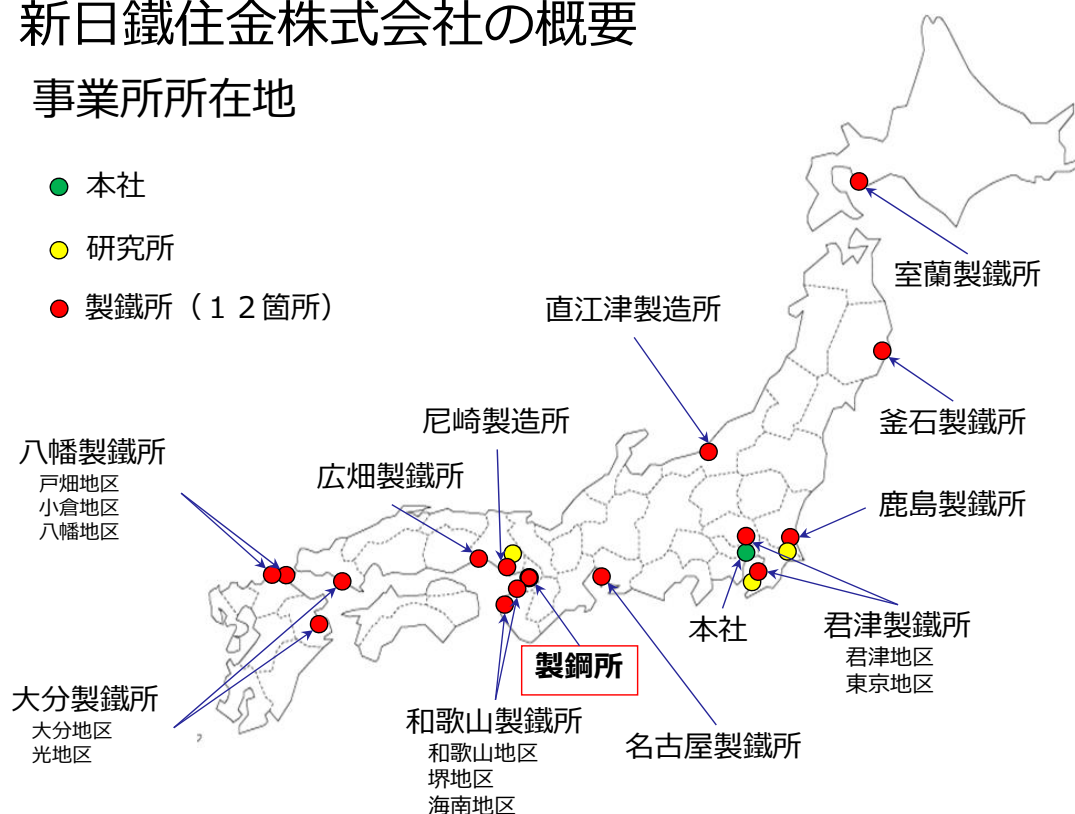 新日鐵住金株式会社の概要
事業所所在地
本社
研究所
製鐵所（１２箇所）
室蘭製鐵所
直江津製造所
釜石製鐵所
尼崎製造所
八幡製鐵所
戸畑地区
小倉地区
八幡地区
広畑製鐵所
鹿島製鐵所
本社
君津製鐵所
君津地区
東京地区
製鋼所
大分製鐵所
大分地区
光地区
和歌山製鐵所
和歌山地区
堺地区
海南地区
名古屋製鐵所